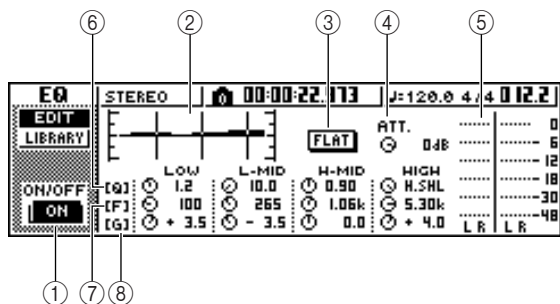 ⑥ ② ③ ④ ⑤
EQ STEREO 00:00:22.913 ♩=120.0 4/4 012.2
EDIT
LIBRARY
FLAT
ATT.
0dB
0
6
12
18
30
48
L R L R
LOW L-MID H-MID HIGH
ON/OFF
ON
[Q] 1.2 10.0 0.90 H.SHL
[F] 100 265 1.06k 5.30k
[G] + 3.5 - 3.5 0.0 + 4.0
① ⑦ ⑧